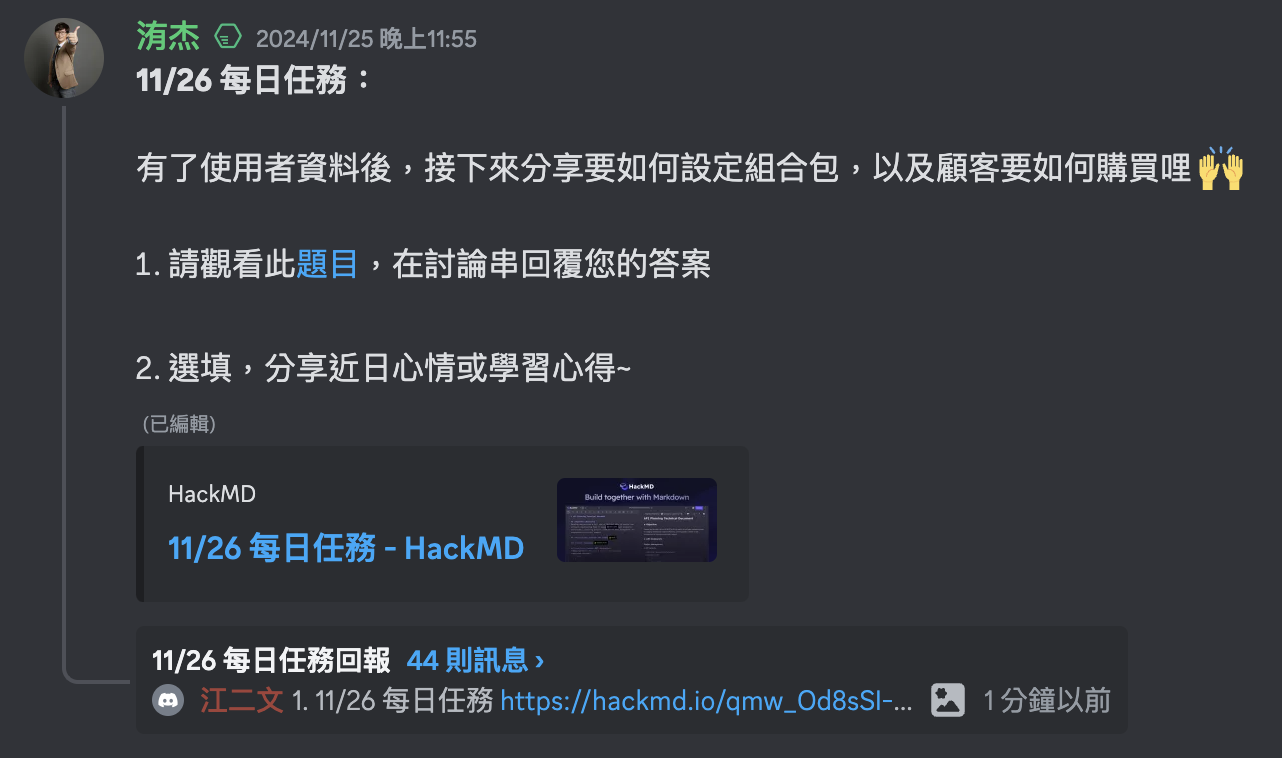 洧杰 2024/11/25 晚上11:55
11/26 每日任務：
有了使用者資料後，接下來分享要如何設定組合包，以及顧客要如何購買哩🙌
1. 請觀看此題目，在討論串回覆您的答案
2. 選填，分享近日心情或學習心得~
(已編輯)
HackMD
HackMD
Build together with Markdown
11/26 每日任務 - HackMD
11/26 每日任務回報 44 則訊息 ›
江二文 1. 11/26 每日任務 https://hackmd.io/qmw_Od8sSI-... 1 分鐘以前